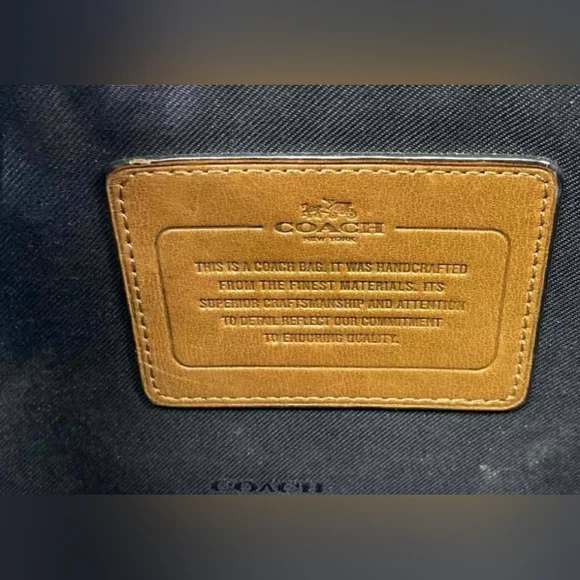 COACH
NEW YORK
THIS IS A COACH BAG. IT WAS HANDCRAFTED
FROM THE FINEST MATERIALS. ITS
SUPERIOR CRAFTSMANSHIP AND ATTENTION
TO DETAIL REFLECT OUR COMMITMENT
TO ENDURING QUALITY.
COACH